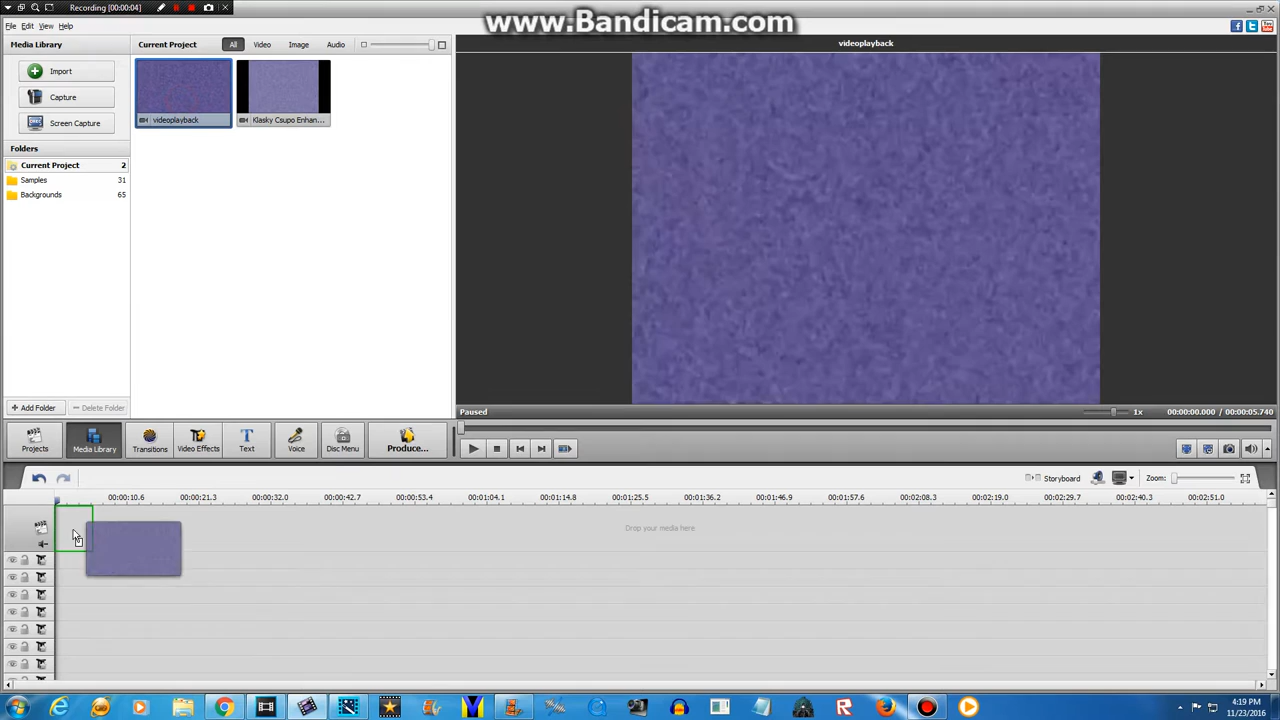 Recording [00:00:04]
www.Bandicam.com
File Edit View Help
Media Library
Current Project All Video Image Audio
videoplayback
Import
Capture
Screen Capture
videoplayback
Klasky Csupo Enhan...
Folders
Current Project 2
Samples 31
Backgrounds 65
Add Folder Delete Folder
Paused 1x 00:00:00.000 / 00:00:05.740
Projects Media Library Transitions Video Effects Text Voice Disc Menu Produce...
Storyboard Zoom:
00:00:10.6 00:00:21.3 00:00:32.0 00:00:42.7 00:00:53.4 00:01:04.1 00:01:14.8 00:01:25.5 00:01:36.2 00:01:46.9 00:01:57.6 00:02:08.3 00:02:19.0 00:02:29.7 00:02:40.3 00:02:51.0
Drop your media here
4:19 PM
11/23/2016